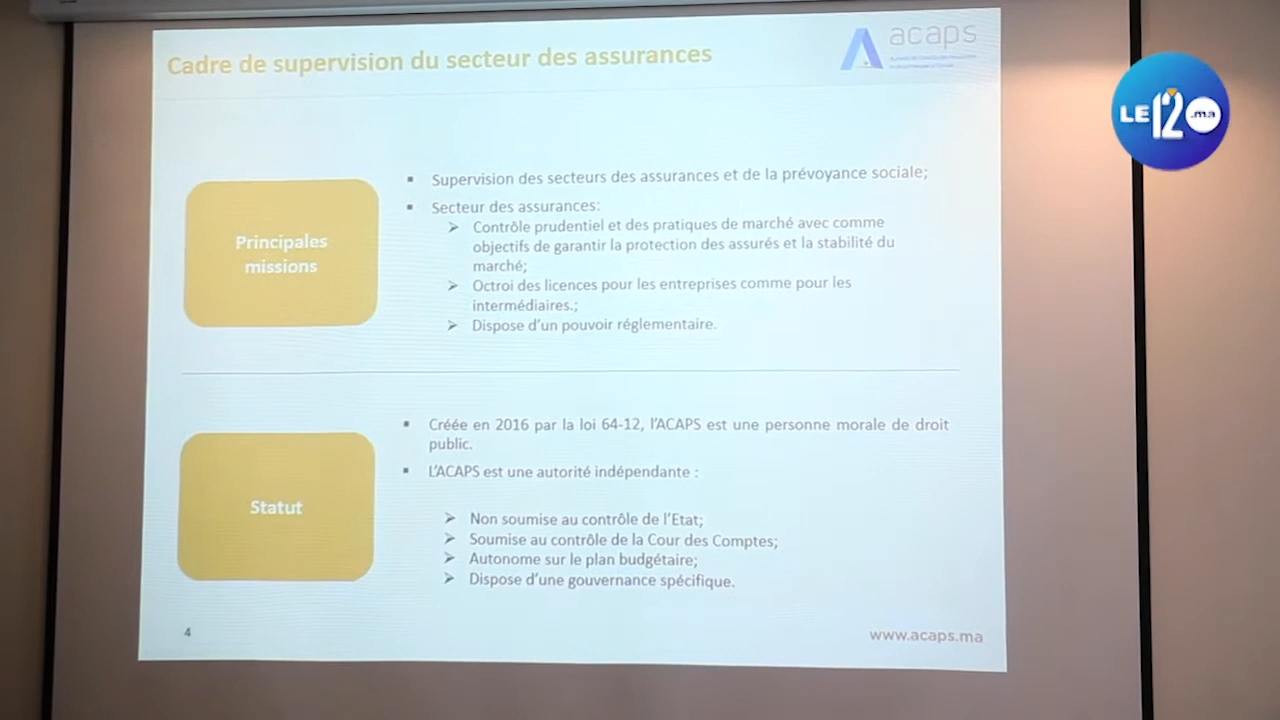 Cadre de supervision du secteur des assurances
acaps
LE12.ma
Principales
missions
▪ Supervision des secteurs des assurances et de la prévoyance sociale;
▪ Secteur des assurances:
➢ Contrôle prudentiel et des pratiques de marché avec comme
objectifs de garantir la protection des assurés et la stabilité du
marché;
➢ Octroi des licences pour les entreprises comme pour les
intermédiaires.;
➢ Dispose d'un pouvoir réglementaire.
Statut
▪ Créée en 2016 par la loi 64-12, l'ACAPS est une personne morale de droit
public.
▪ L'ACAPS est une autorité indépendante :
➢ Non soumise au contrôle de l'Etat;
➢ Soumise au contrôle de la Cour des Comptes;
➢ Autonome sur le plan budgétaire;
➢ Dispose d'une gouvernance spécifique.
4
www.acaps.ma